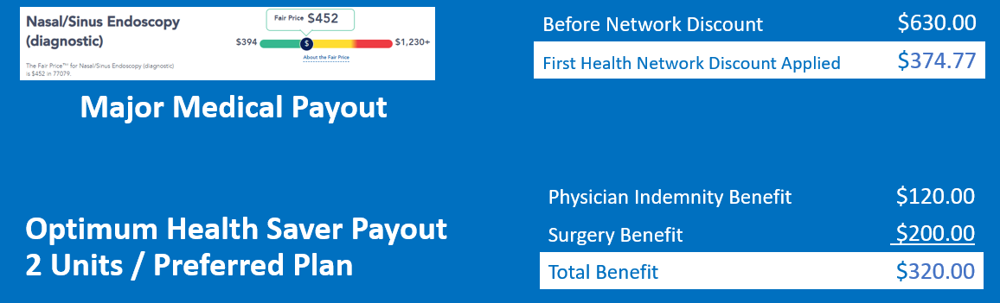 Nasal/Sinus Endoscopy
(diagnostic)
Fair Price $452
$394
$
$1,230+
About the Fair Price
The Fair Price™ for Nasal/Sinus Endoscopy (diagnostic)
is $452 in 77079.
Major Medical Payout
Before Network Discount $630.00
First Health Network Discount Applied $374.77
Optimum Health Saver Payout
2 Units / Preferred Plan
Physician Indemnity Benefit $120.00
Surgery Benefit $200.00
Total Benefit $320.00